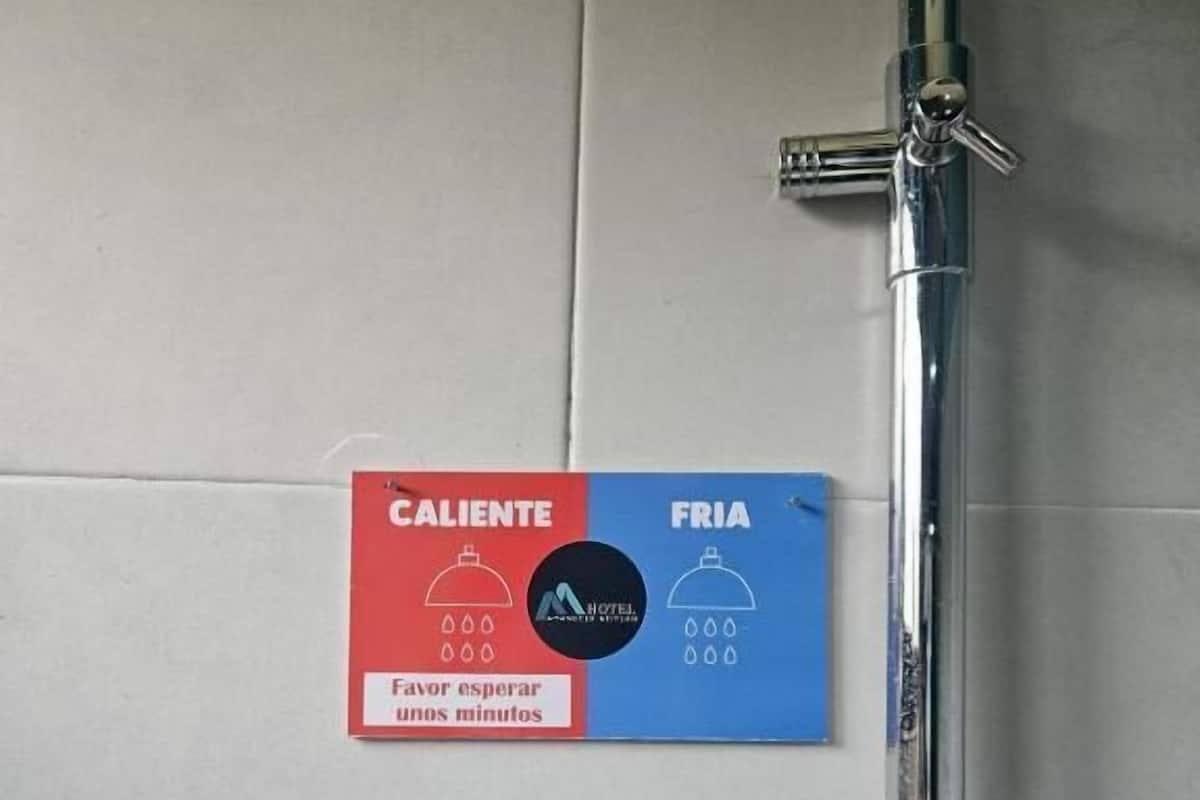 CALIENTE
FRIA
HOTEL
Favor esperar
unos minutos